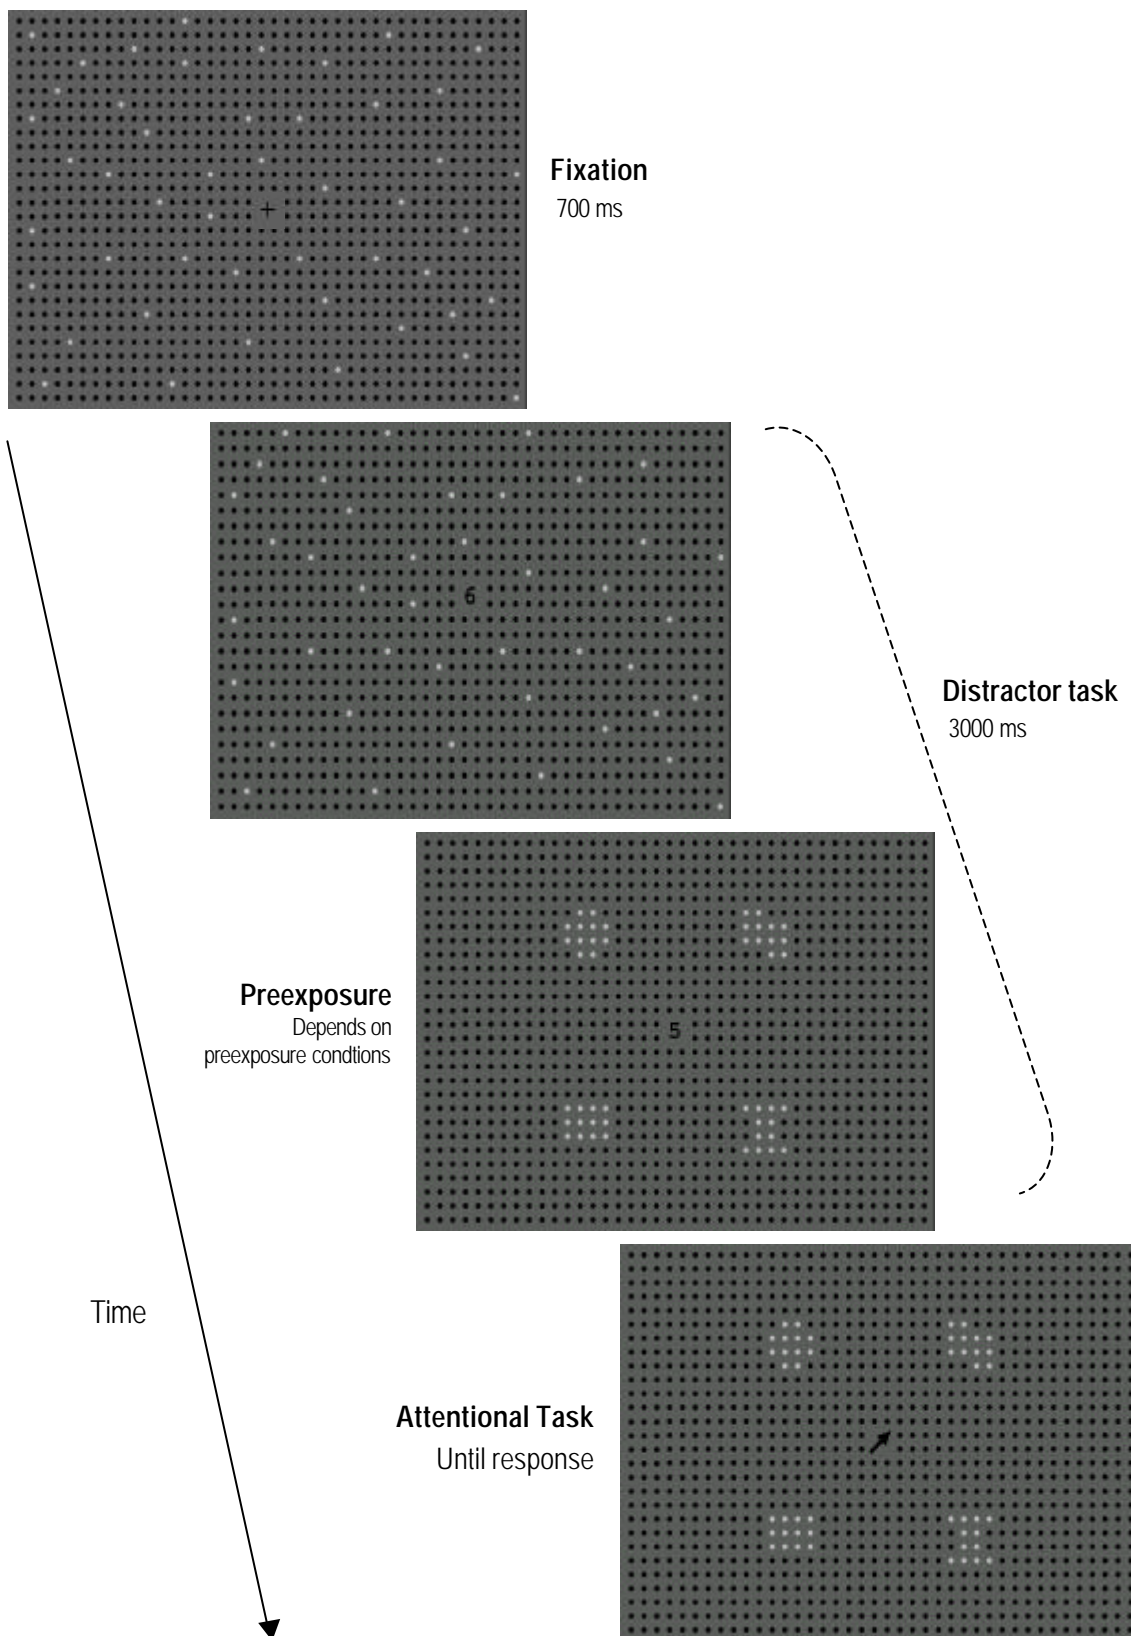 Fixation
700 ms
6
Distractor task
3000 ms
Preexposure
Depends on
preexposure condtions
5
Time
Attentional Task
Until response